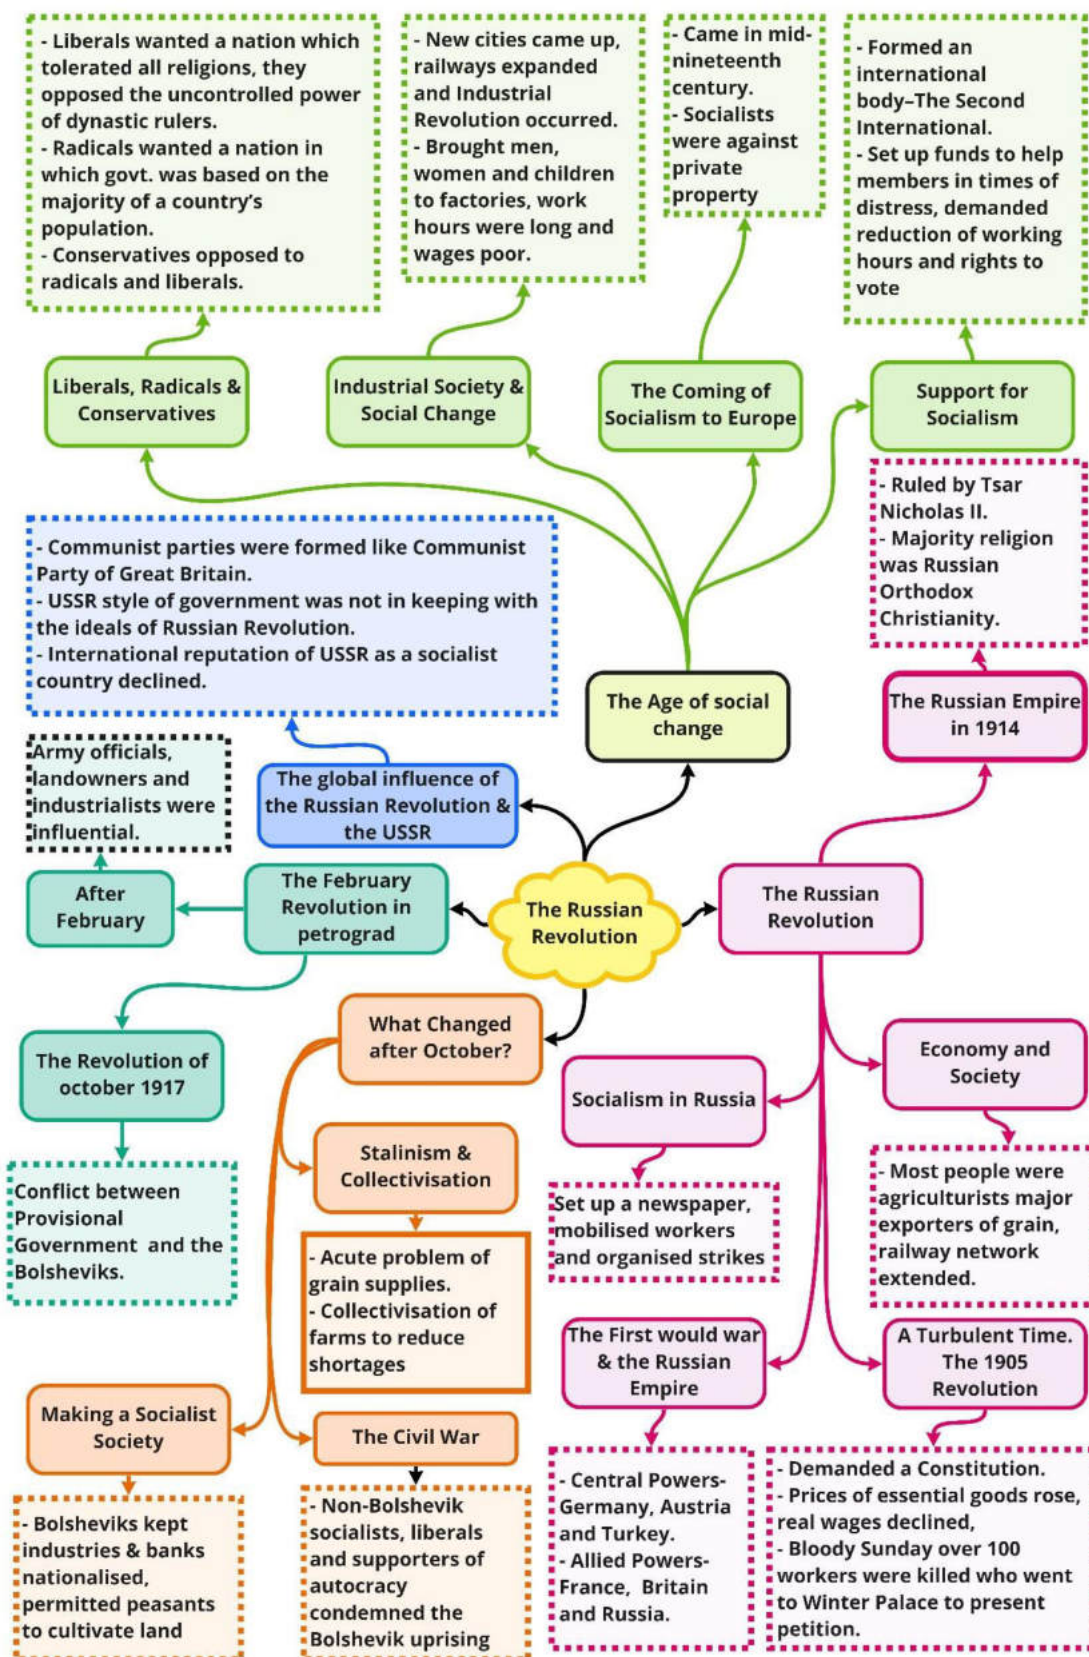 - Liberals wanted a nation which
tolerated all religions, they
opposed the uncontrolled power
of dynastic rulers.
- Radicals wanted a nation in
which govt. was based on the
majority of a country's
population.
- Conservatives opposed to
radicals and liberals.
- New cities came up,
railways expanded
and Industrial
Revolution occurred.
- Brought men,
women and children
to factories, work
hours were long and
wages poor.
- Came in mid-
nineteenth
century.
- Socialists
were against
private
property
- Formed an
international
body–The Second
International.
- Set up funds to help
members in times of
distress, demanded
reduction of working
hours and rights to
vote
Liberals, Radicals &
Conservatives
Industrial Society &
Social Change
The Coming of
Socialism to Europe
Support for
Socialism
- Ruled by Tsar
Nicholas II.
- Majority religion
was Russian
Orthodox
Christianity.
- Communist parties were formed like Communist
Party of Great Britain.
- USSR style of government was not in keeping with
the ideals of Russian Revolution.
- International reputation of USSR as a socialist
country declined.
The Age of social
change
The Russian Empire
in 1914
Army officials,
landowners and
industrialists were
influential.
The global influence of
the Russian Revolution &
the USSR
After
February
The February
Revolution in
petrograd
The Russian
Revolution
The Russian
Revolution
What Changed
after October?
The Revolution of
october 1917
Socialism in Russia
Economy and
Society
Stalinism &
Collectivisation
Conflict between
Provisional
Government and the
Bolsheviks.
Set up a newspaper,
mobilised workers
and organised strikes
- Most people were
agriculturists major
exporters of grain,
railway network
extended.
- Acute problem of
grain supplies.
- Collectivisation of
farms to reduce
shortages
The First would war
& the Russian
Empire
A Turbulent Time.
The 1905
Revolution
Making a Socialist
Society
The Civil War
- Bolsheviks kept
industries & banks
nationalised,
permitted peasants
to cultivate land
- Non-Bolshevik
socialists, liberals
and supporters of
autocracy
condemned the
Bolshevik uprising
- Central Powers-
Germany, Austria
and Turkey.
- Allied Powers-
France, Britain
and Russia.
- Demanded a Constitution.
- Prices of essential goods rose,
real wages declined,
- Bloody Sunday over 100
workers were killed who went
to Winter Palace to present
petition.